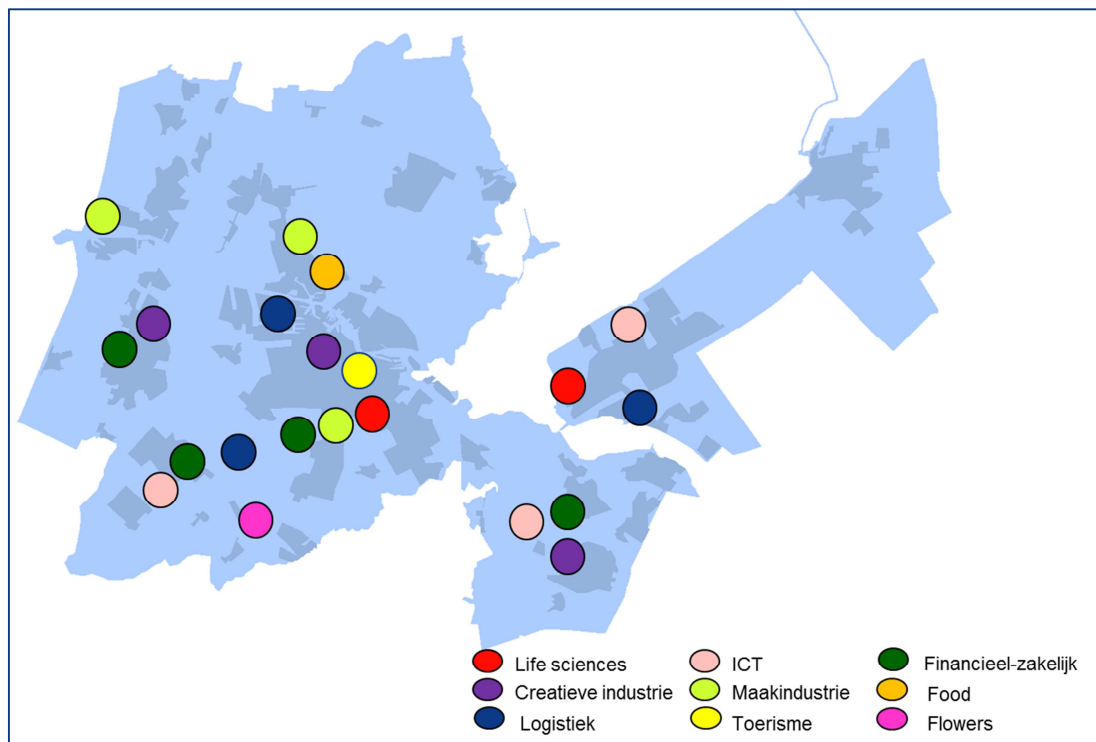 Life sciences
ICT
Financieel-zakelijk
Creatieve industrie
Maakindustrie
Food
Logistiek
Toerisme
Flowers